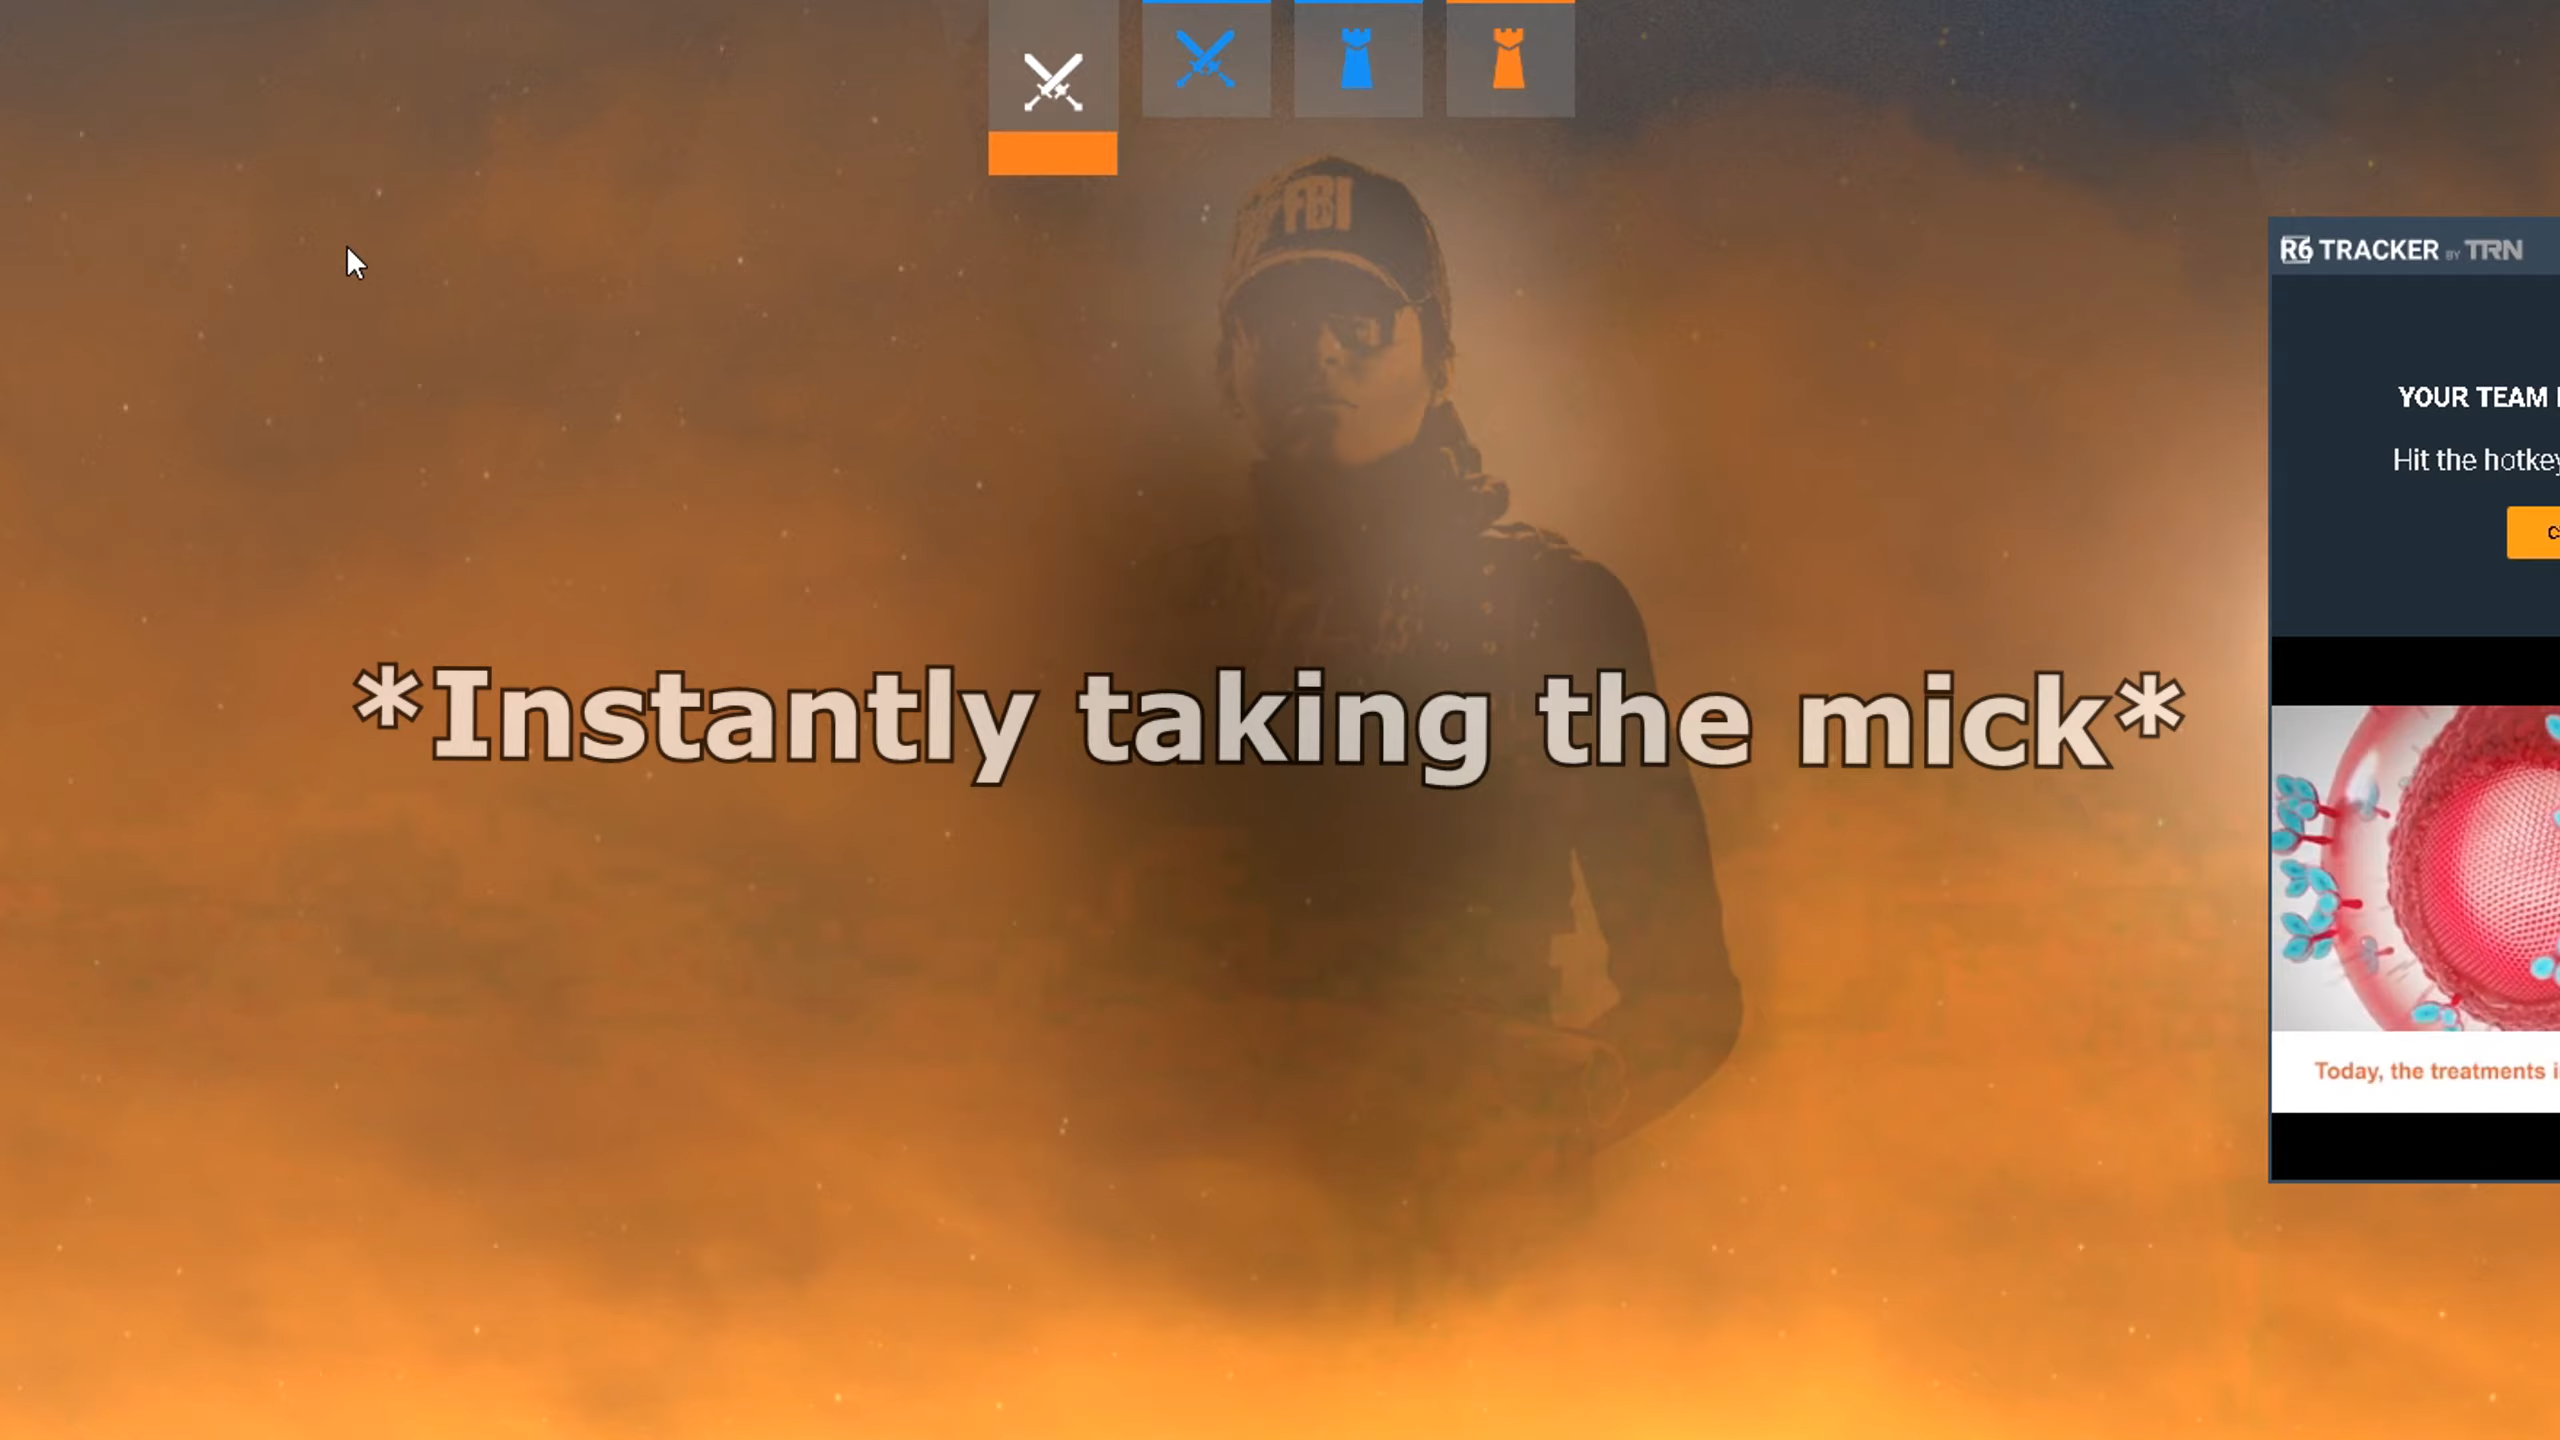 FBI
R6 TRACKER BY TRN
YOUR TEAM
Hit the hotkey
*Instantly taking the mick*
Today, the treatments i